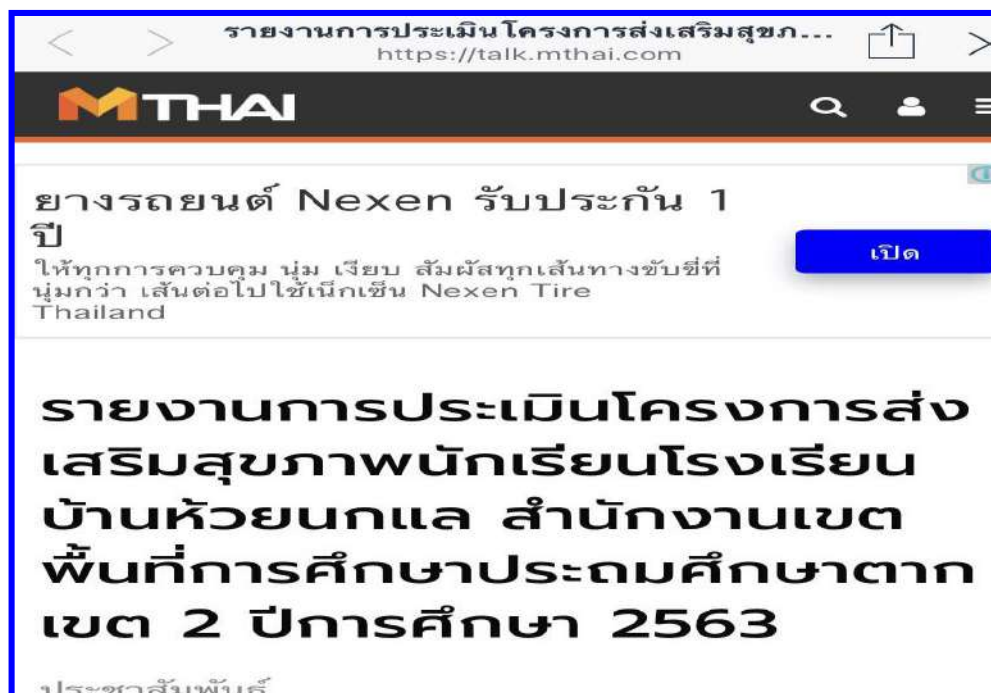 รายงานการประเมินโครงการส่งเสริมสุขภ...
https://talk.mthai.com
MTHAI
ยางรถยนต์ Nexen รับประกัน 1
ปี
ให้ทุกการควบคุม นุ่ม เงียบ สัมผัสทุกเส้นทางขับขี่ที่
นุ่มกว่า เส้นต่อไปใช้เน็กเซ็น Nexen Tire
Thailand
เปิด
รายงานการประเมินโครงการส่ง
เสริมสุขภาพนักเรียนโรงเรียน
บ้านห้วยนกแล สำนักงานเขต
พื้นที่การศึกษาประถมศึกษาตาก
เขต 2 ปีการศึกษา 2563
ประชาสัมพันธ์